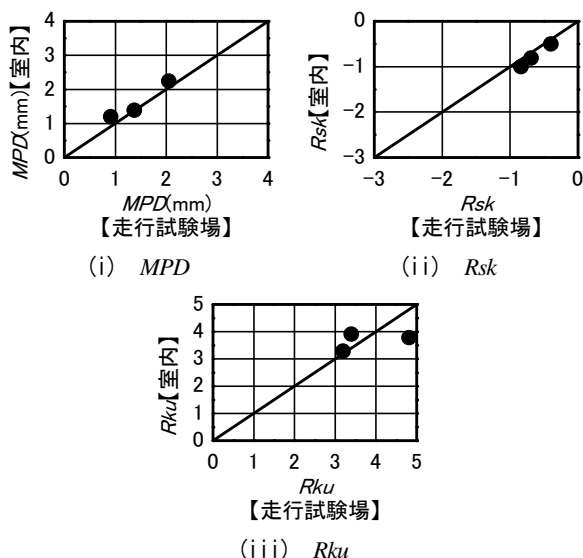 4
3
2
1
0
MPD(mm)【室内】
0 1 2 3 4
MPD(mm)
【走行試験場】
(i) MPD
0
−1
−2
−3
Rsk【室内】
−3 −2 −1 0
Rsk
【走行試験場】
(ii) Rsk
5
4
3
2
1
0
Rku【室内】
0 1 2 3 4 5
Rku
【走行試験場】
(iii) Rku